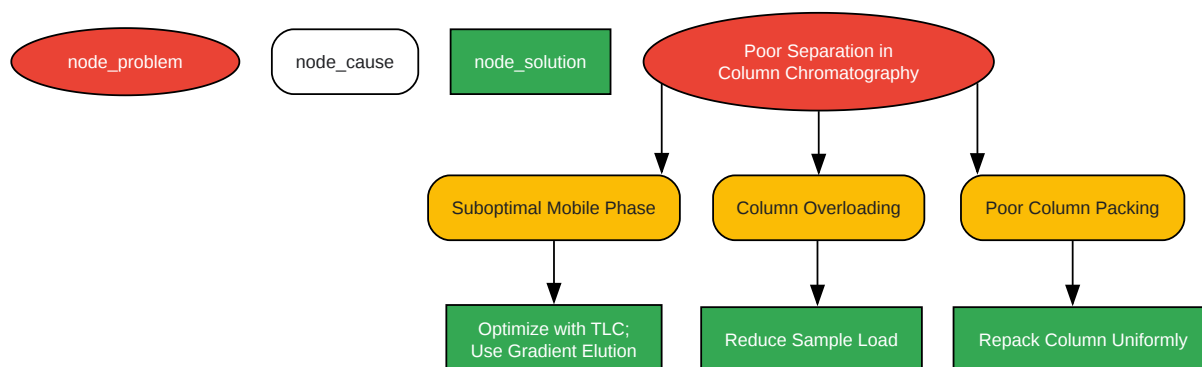 node_problem
node_cause
node_solution
Poor Separation in
Column Chromatography
Suboptimal Mobile Phase
Column Overloading
Poor Column Packing
Optimize with TLC;
Use Gradient Elution
Reduce Sample Load
Repack Column Uniformly